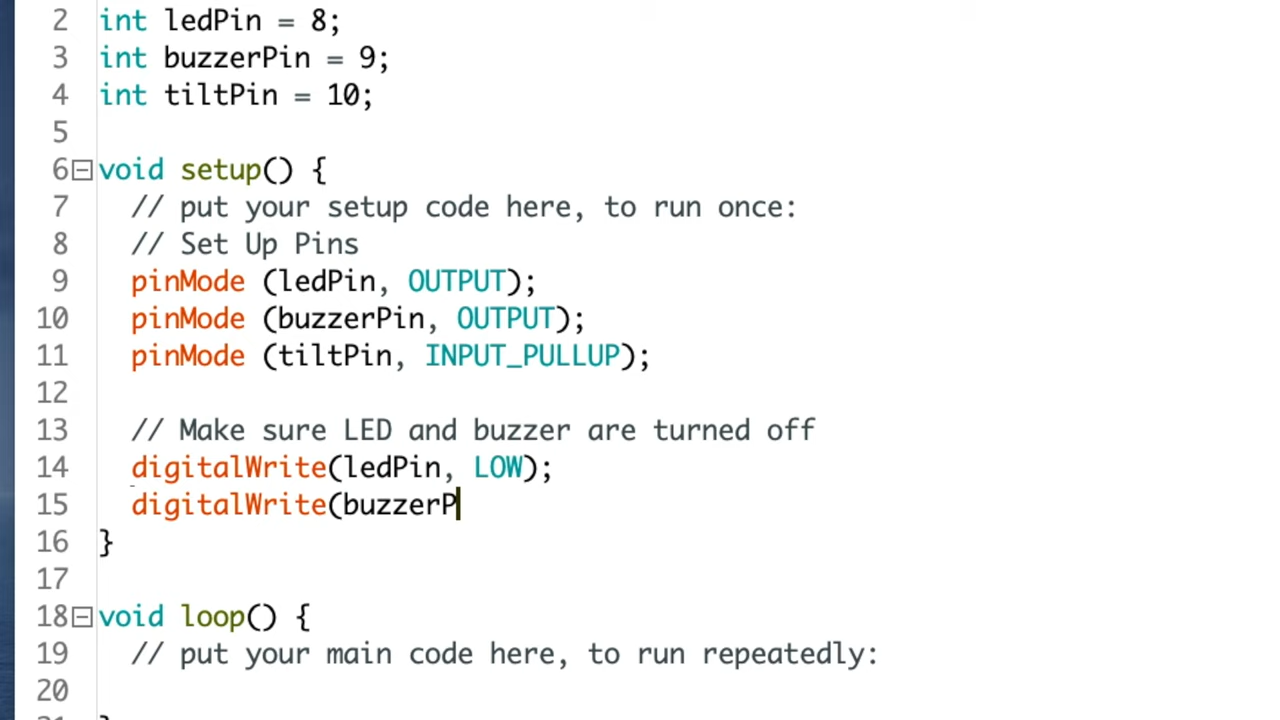 2 int ledPin = 8;
3 int buzzerPin = 9;
4 int tiltPin = 10;
5
6 void setup() {
7 // put your setup code here, to run once:
8 // Set Up Pins
9 pinMode (ledPin, OUTPUT);
10 pinMode (buzzerPin, OUTPUT);
11 pinMode (tiltPin, INPUT_PULLUP);
12
13 // Make sure LED and buzzer are turned off
14 digitalWrite(ledPin, LOW);
15 digitalWrite(buzzerP
16 }
17
18 void loop() {
19 // put your main code here, to run repeatedly:
20
21 }